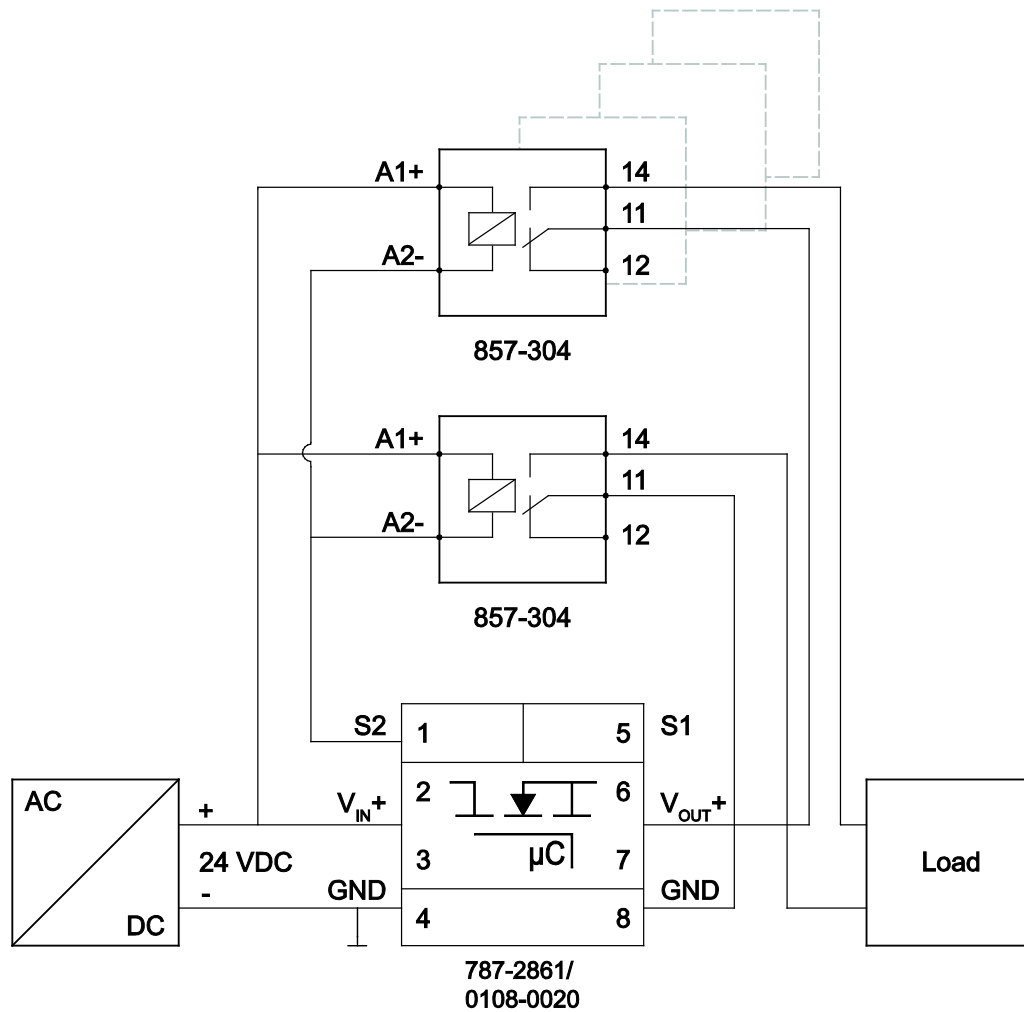 A1+
14
11
A2-
12
857-304
A1+
14
11
A2-
12
857-304
S2
1
5
S1
AC
+
VIN+
2
6
VOUT+
24 VDC
3
µC
7
Load
-
GND
GND
DC
4
8
787-2861/
0108-0020